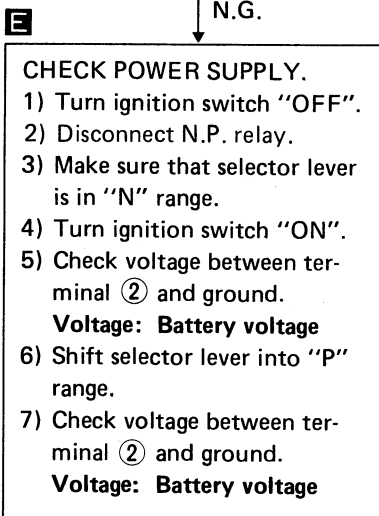 N.G.
E
CHECK POWER SUPPLY.
1) Turn ignition switch "OFF".
2) Disconnect N.P. relay.
3) Make sure that selector lever
is in "N" range.
4) Turn ignition switch "ON".
5) Check voltage between ter-
minal ② and ground.
Voltage: Battery voltage
6) Shift selector lever into "P"
range.
7) Check voltage between ter-
minal ② and ground.
Voltage: Battery voltage